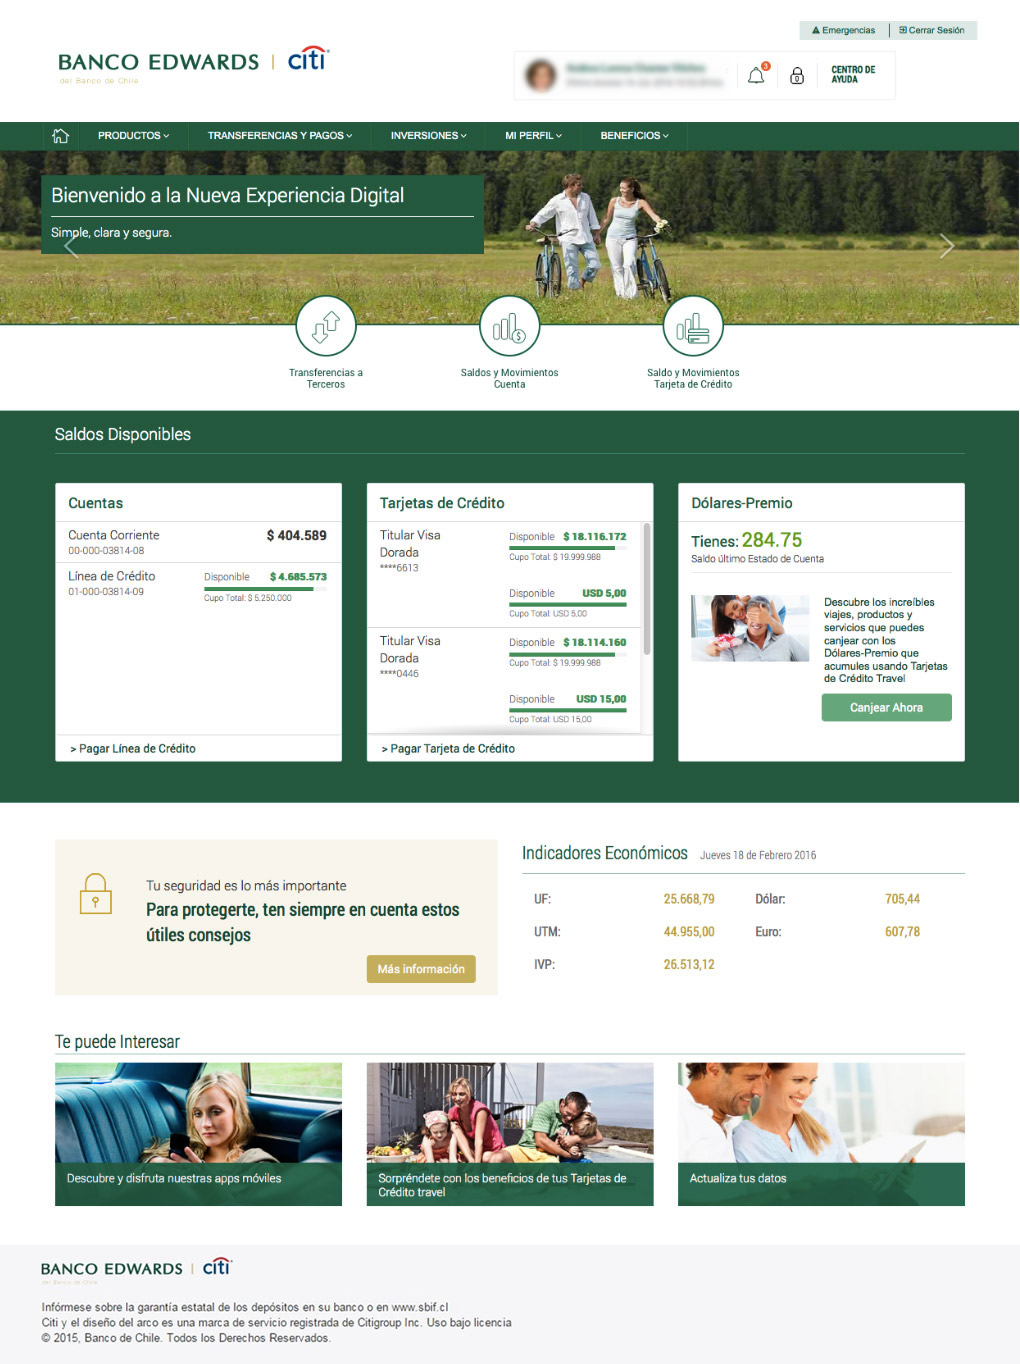 Emergencias
Cerrar Sesión
BANCO EDWARDS | citi
del Banco de Chile
3
CENTRO DE
AYUDA
PRODUCTOS
TRANSFERENCIAS Y PAGOS
INVERSIONES
MI PERFIL
BENEFICIOS
Bienvenido a la Nueva Experiencia Digital
Simple, clara y segura.
Transferencias a
Terceros
Saldos y Movimientos
Cuenta
Saldo y Movimientos
Tarjeta de Crédito
Saldos Disponibles
Cuentas
Cuenta Corriente $ 404.589
00-000-03814-08
Línea de Crédito Disponible $ 4.685.573
01-000-03814-09 Cupo Total: $ 5.250.000
> Pagar Línea de Crédito
Tarjetas de Crédito
Titular Visa Disponible $ 18.116.172
Dorada Cupo Total: $ 19.999.988
****6613
Disponible USD 5,00
Cupo Total: USD 5,00
Titular Visa Disponible $ 18.114.160
Dorada Cupo Total: $ 19.999.988
****0446
Disponible USD 15,00
Cupo Total: USD 15,00
> Pagar Tarjeta de Crédito
Dólares-Premio
Tienes: 284.75
Saldo último Estado de Cuenta
Descubre los increíbles
viajes, productos y
servicios que puedes
canjear con los
Dólares-Premio que
acumules usando Tarjetas
de Crédito Travel
Canjear Ahora
Tu seguridad es lo más importante
Para protegerte, ten siempre en cuenta estos
útiles consejos
Más información
Indicadores Económicos Jueves 18 de Febrero 2016
UF: 25.668,79 Dólar: 705,44
UTM: 44.955,00 Euro: 607,78
IVP: 26.513,12
Te puede Interesar
Descubre y disfruta nuestras apps móviles
Sorpréndete con los beneficios de tus Tarjetas de
Crédito travel
Actualiza tus datos
BANCO EDWARDS | citi
del Banco de Chile
Infórmese sobre la garantía estatal de los depósitos en su banco o en www.sbif.cl
Citi y el diseño del arco es una marca de servicio registrada de Citigroup Inc. Uso bajo licencia
© 2015, Banco de Chile. Todos los Derechos Reservados.